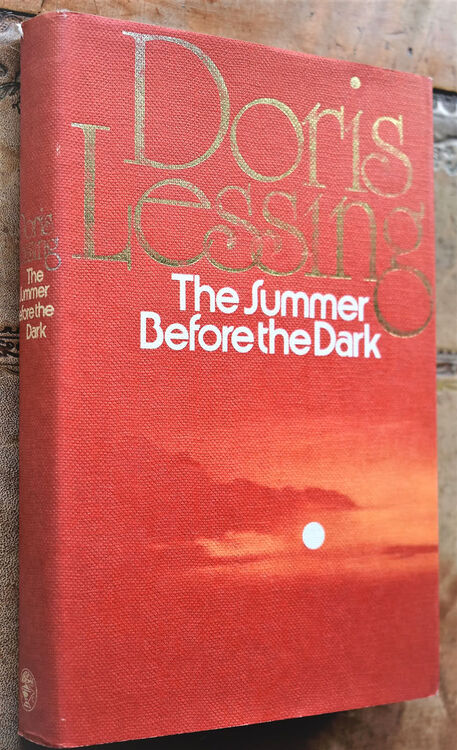 Doris
Lessing
The Summer
Before the Dark
Doris
Lessing
The
Summer
Before the
Dark